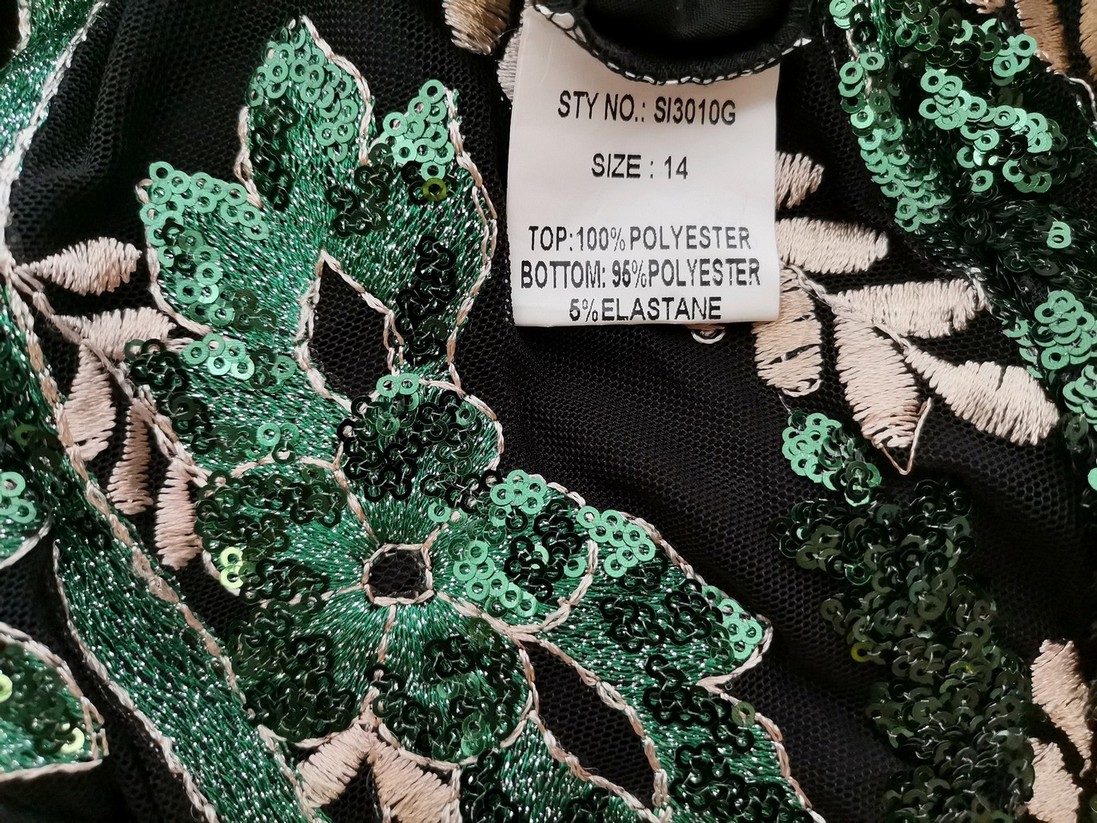 STY NO.: SI3010G
SIZE : 14
TOP:100%POLYESTER
BOTTOM: 95%POLYESTER
5%ELASTANE